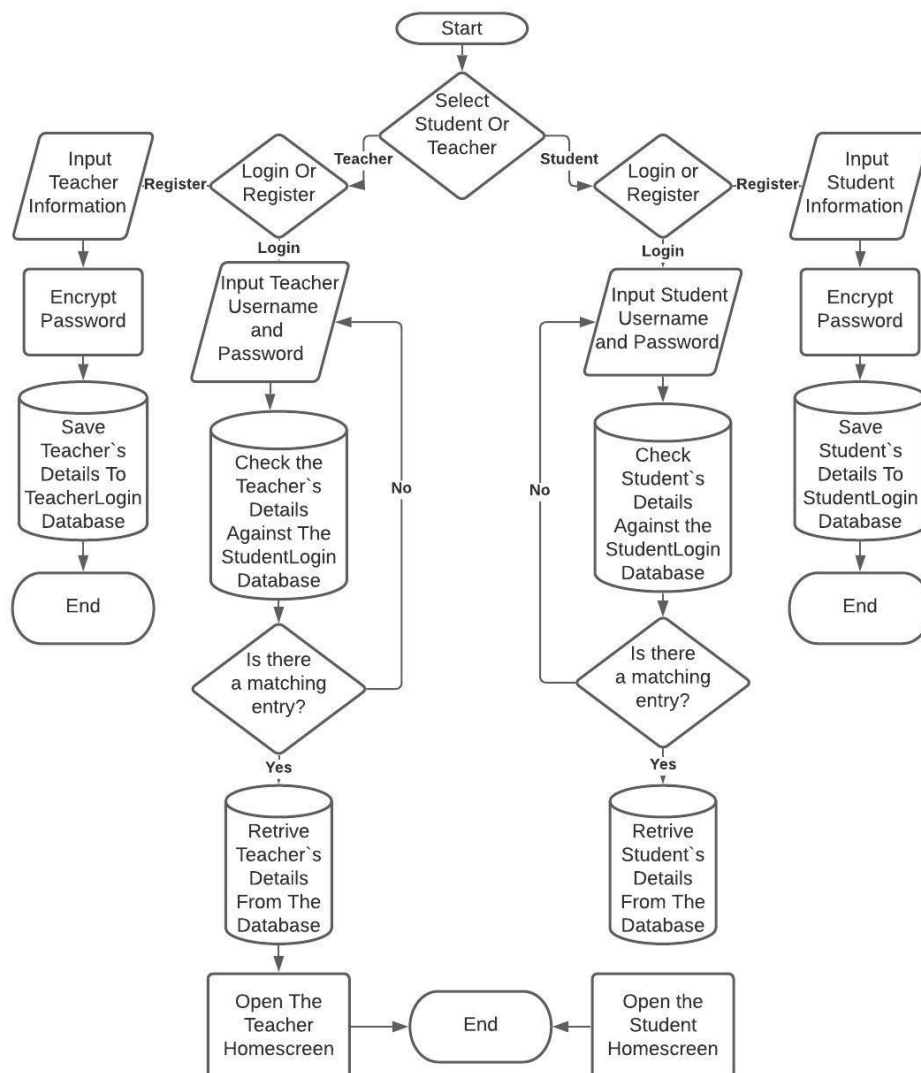 Start
Select
Student Or
Teacher
Teacher
Student
Input
Teacher
Information
Register
Login Or
Register
Login or
Register
Register
Input
Student
Information
Login
Login
Encrypt
Password
Input Teacher
Username
and
Password
Input Student
Username
and Password
Encrypt
Password
Save
Teacher`s
Details To
TeacherLogin
Database
Check the
Teacher`s
Details
Against The
StudentLogin
Database
No
No
Check
Student`s
Details
Against the
StudentLogin
Database
Save
Student`s
Details To
StudentLogin
Database
End
End
Is there
a matching
entry?
Is there
a matching
entry?
Yes
Yes
Retrive
Teacher`s
Details
From The
Database
Retrive
Student`s
Details
From The
Database
Open The
Teacher
Homescreen
End
Open the
Student
Homescreen